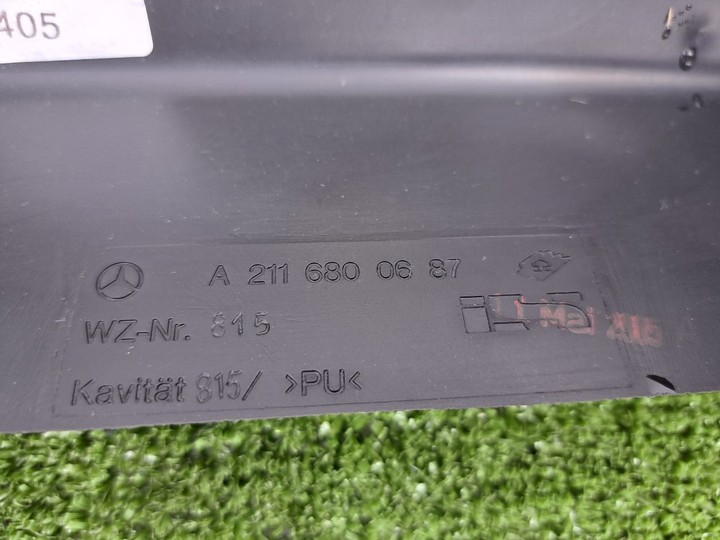 405
A 211 680 06 87
WZ-Nr. 815
Kavität 815/ >PU<